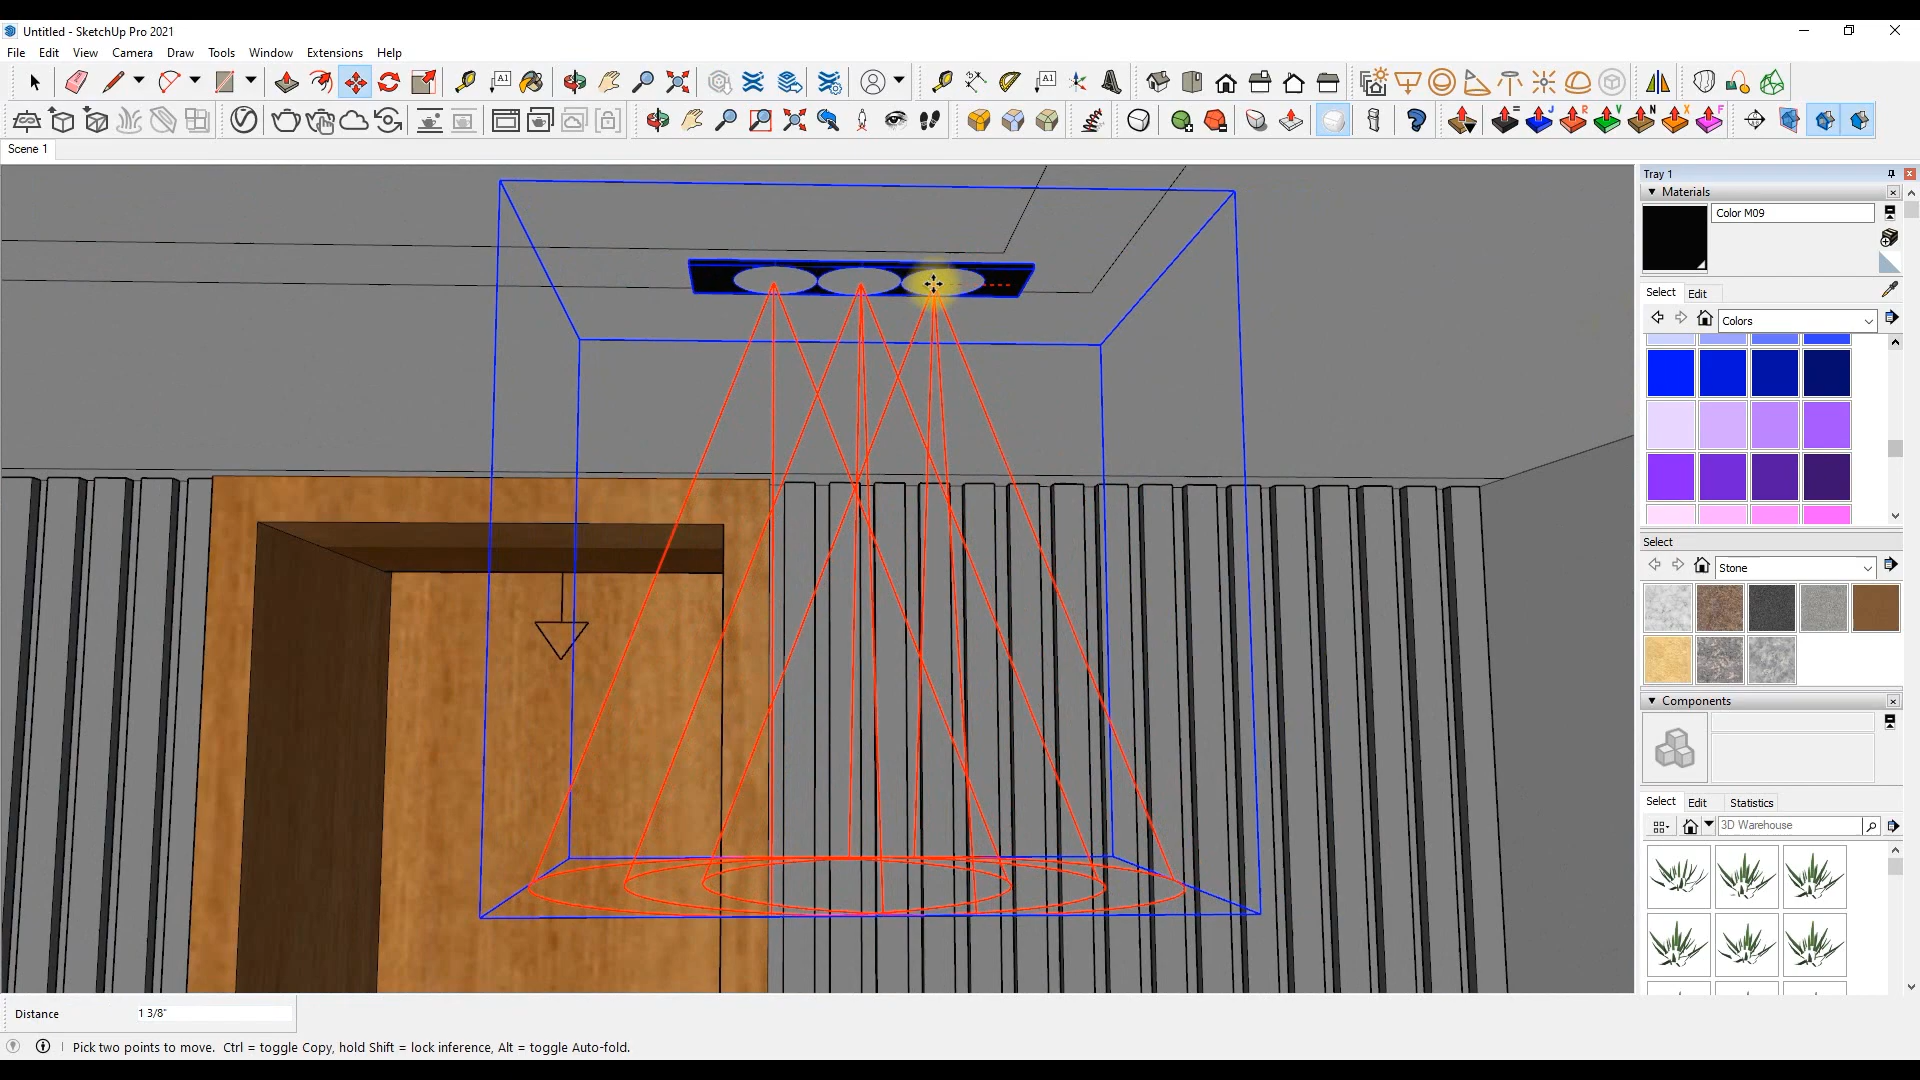 Untitled - SketchUp Pro 2021
File Edit View Camera Draw Tools Window Extensions Help
Scene 1
Tray 1
Materials
Color M09
Select Edit
Colors
Select
Stone
Components
Select Edit Statistics
3D Warehouse
Distance 1 3/8"
Pick two points to move. Ctrl = toggle Copy, hold Shift = lock inference, Alt = toggle Auto-fold.